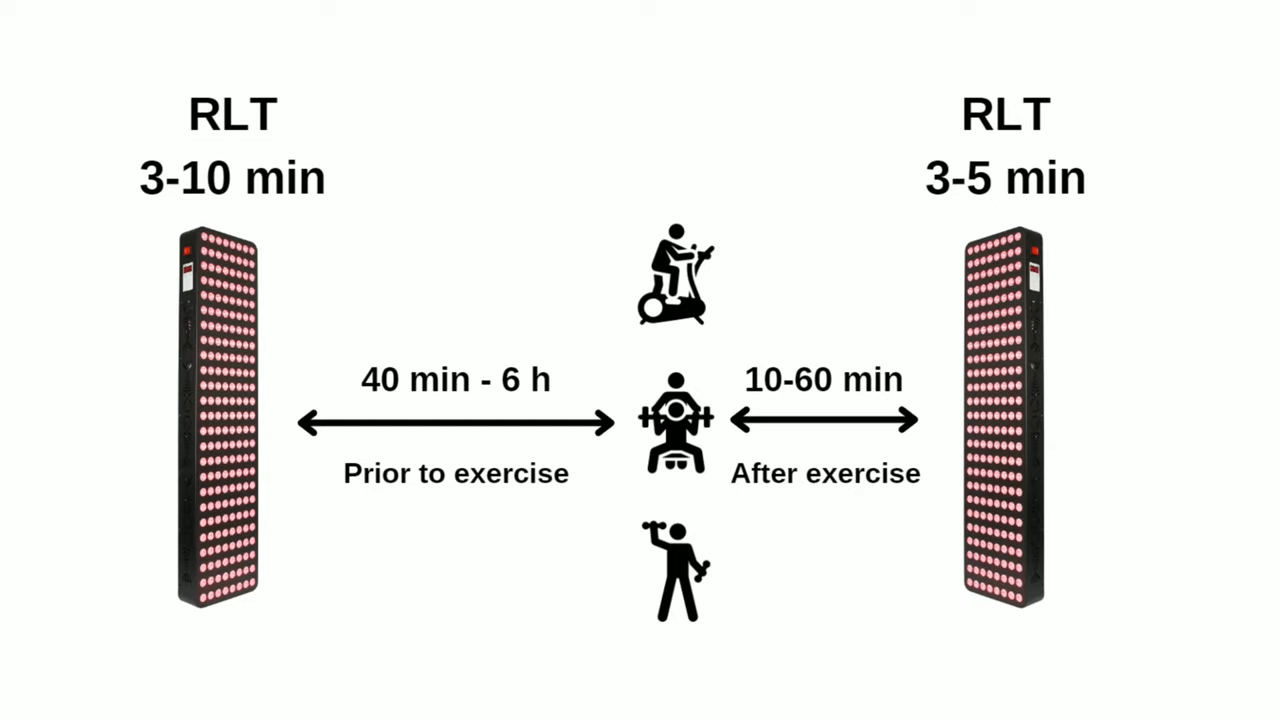 RLT
3-10 min
RLT
3-5 min
40 min - 6 h
Prior to exercise
10-60 min
After exercise